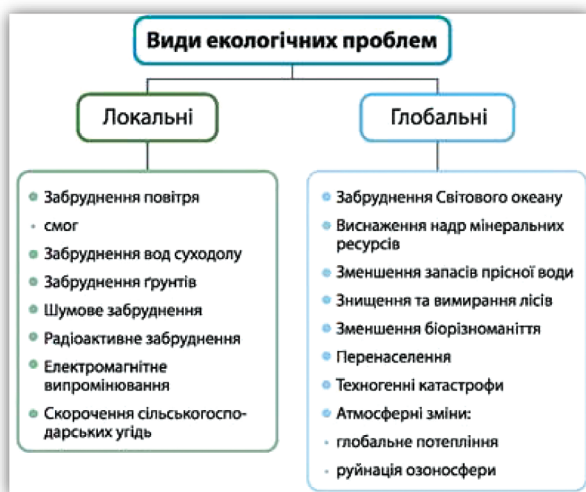 Види екологічних проблем
Локальні
Глобальні
Забруднення повітря
смог
Забруднення вод суходолу
Забруднення ґрунтів
Шумове забруднення
Радіоактивне забруднення
Електромагнітне
випромінювання
Скорочення сільськогоспо-
дарських угідь
Забруднення Світового океану
Виснаження надр мінеральних
ресурсів
Зменшення запасів прісної води
Знищення та вимирання лісів
Зменшення біорізноманіття
Перенаселення
Техногенні катастрофи
Атмосферні зміни:
глобальне потепління
руйнація озоносфери